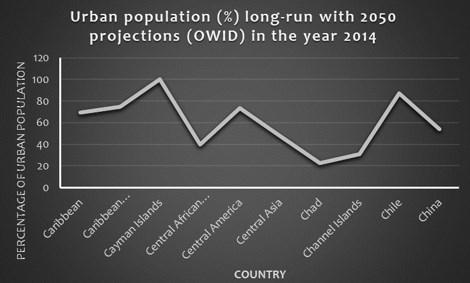 Urban population (%) long-run with 2050
projections (OWID) in the year 2014
PERCENTAGE OF URBAN POPULATION
120
100
80
60
40
20
0
Caribbean
Caribbean...
Cayman Islands
Central African...
Central America
Central Asia
Chad
Channel Islands
Chile
China
COUNTRY